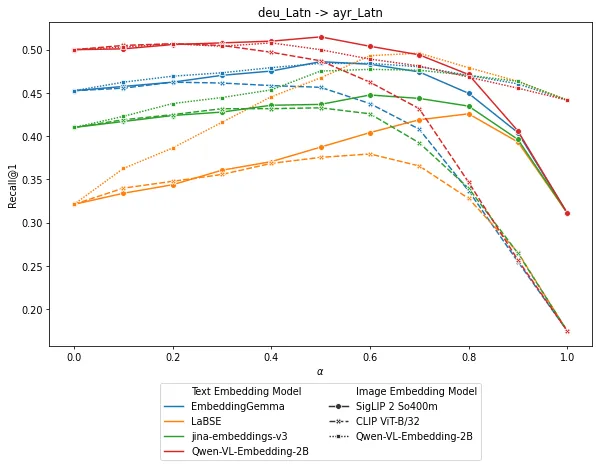 deu_Latn -> ayr_Latn
Recall@1
0.50
0.45
0.40
0.35
0.30
0.25
0.20
0.0 0.2 0.4 0.6 0.8 1.0
α
Text Embedding Model Image Embedding Model
EmbeddingGemma SigLIP 2 So400m
LaBSE CLIP ViT-B/32
jina-embeddings-v3 Qwen-VL-Embedding-2B
Qwen-VL-Embedding-2B